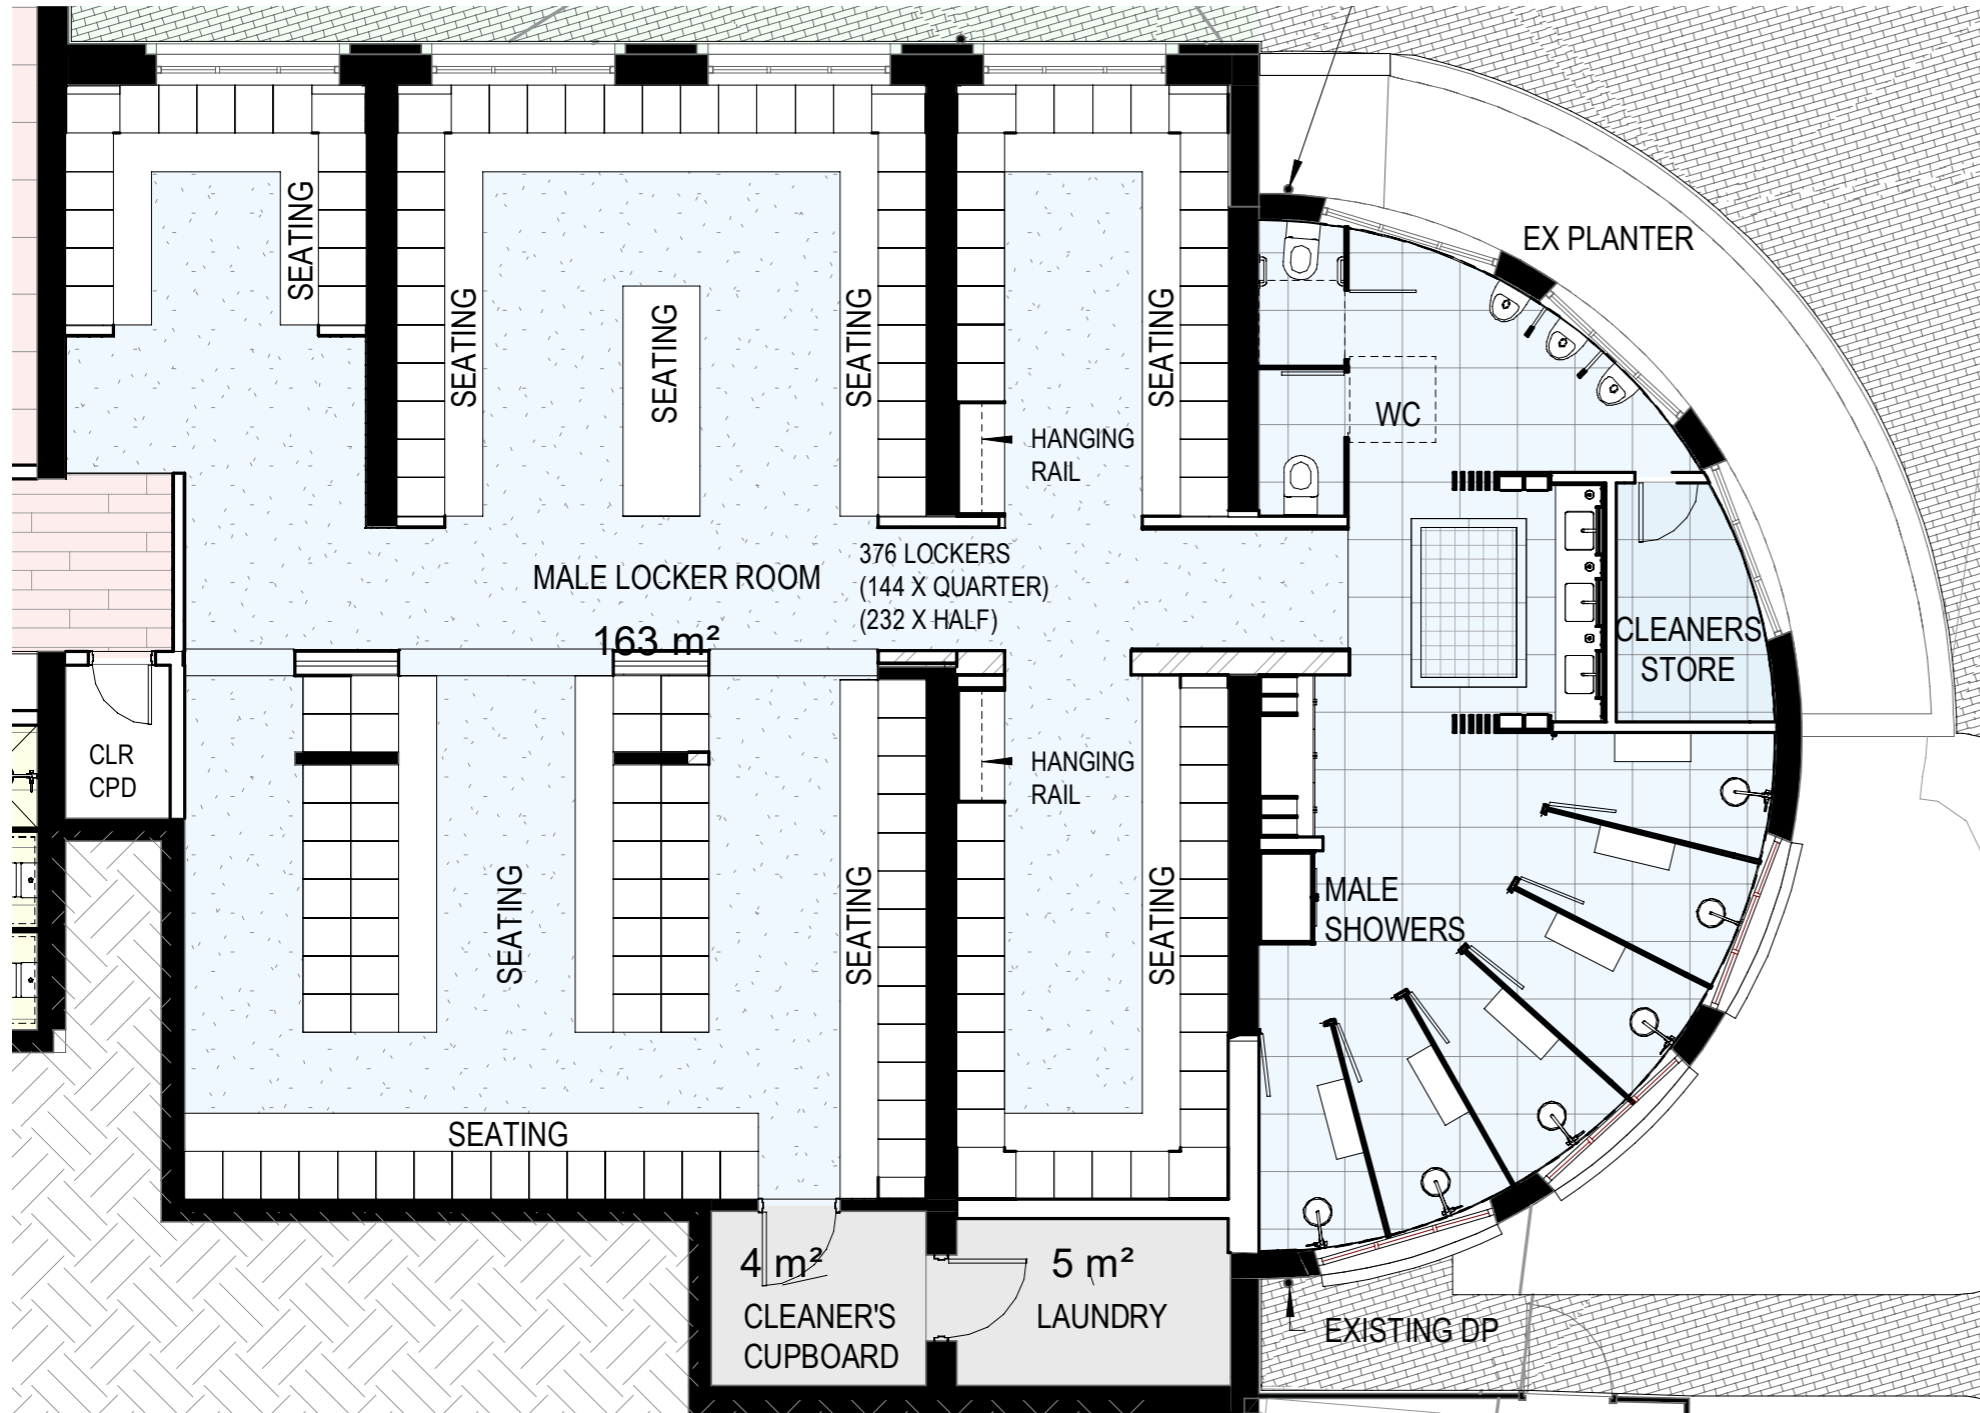 EX PLANTER
SEATING
SEATING
SEATING
SEATING
SEATING
WC
HANGING
RAIL
MALE LOCKER ROOM
376 LOCKERS
(144 X QUARTER)
(232 X HALF)
163 m²
CLEANERS
STORE
CLR
CPD
HANGING
RAIL
SEATING
SEATING
SEATING
MALE
SHOWERS
SEATING
4 m²
CLEANER'S
CUPBOARD
5 m²
LAUNDRY
EXISTING DP